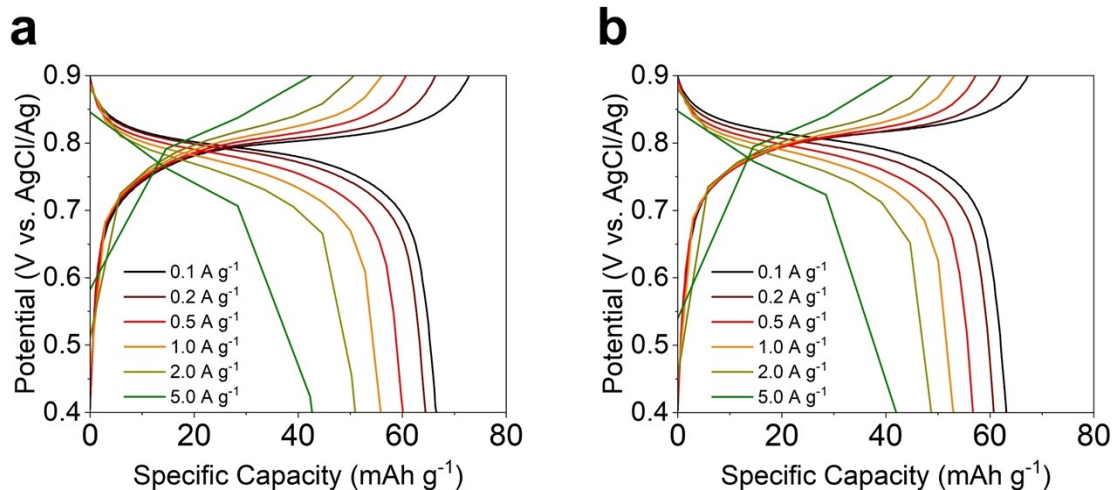 a
0.9
0.8
0.7
0.6
0.5
0.4
Potential (V vs. AgCl/Ag)
0.1 A g⁻¹
0.2 A g⁻¹
0.5 A g⁻¹
1.0 A g⁻¹
2.0 A g⁻¹
5.0 A g⁻¹
0 20 40 60 80
Specific Capacity (mAh g⁻¹)
b
0.9
0.8
0.7
0.6
0.5
0.4
Potential (V vs. AgCl/Ag)
0.1 A g⁻¹
0.2 A g⁻¹
0.5 A g⁻¹
1.0 A g⁻¹
2.0 A g⁻¹
5.0 A g⁻¹
0 20 40 60 80
Specific Capacity (mAh g⁻¹)